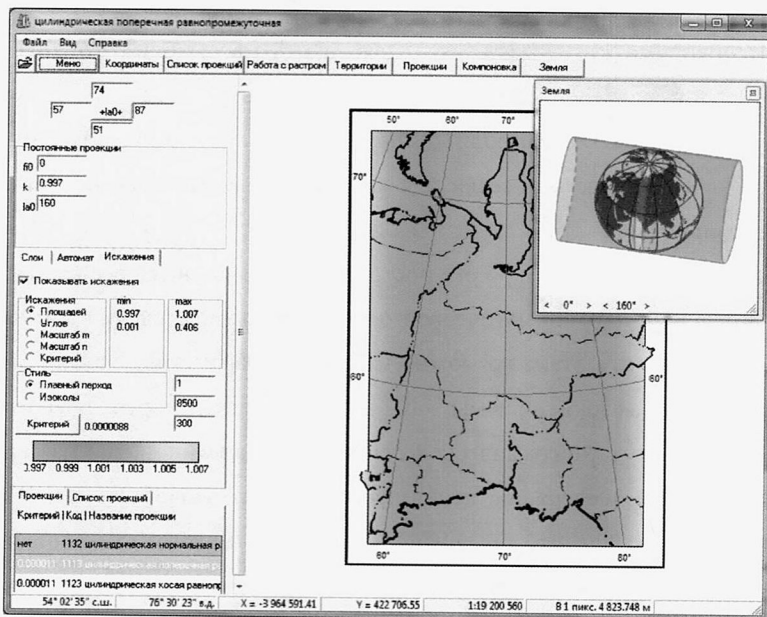 цилиндрическая поперечная равнопромежуточная
Файл Вид Справка
Меню Координаты Список проекций Работа с растром Территории Проекции Компоновка Земля
74
57 +la0+ 87
51
Постоянные проекции
fi0 0
k 0.997
la0 160
Слои Автомат Искажения
Показывать искажения
Искажения min max
Площадей 0.997 1.007
Углов 0.001 0.406
Масштаб m
Масштаб n
Критерий
Стиль
Плавный перход 1
Изоколы 8500
Критерий 0.0000088 300
0.997 0.999 1.001 1.003 1.005 1.007
Проекции Список проекций
Критерий Код Название проекции
нет 1132 цилиндрическая нормальная р
0.000011 1113 цилиндрическая поперечная р
0.000011 1123 цилиндрическая косая равнопр
50° 60° 70°
70°
60° 60°
60° 70° 80°
Земля
< 0° > < 160° >
54° 02' 35" с.ш. 76° 30' 23" в.д. X = -3 964 591.41 Y = 422 706.55 1:19 200 560 В 1 пикс. 4 823.748 м